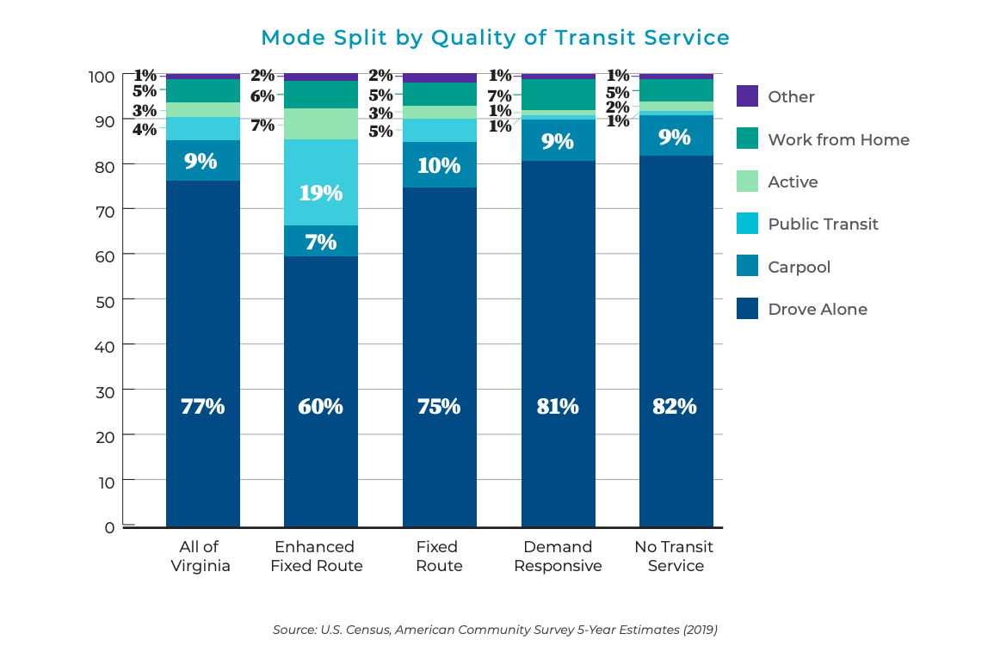 Mode Split by Quality of Transit Service
100
90
80
70
60
50
40
30
20
10
0
1%
5%
3%
4%
9%
77%
2%
6%
7%
19%
7%
60%
2%
5%
3%
5%
10%
75%
1%
7%
1%
1%
9%
81%
1%
5%
2%
1%
9%
82%
All of
Virginia
Enhanced
Fixed Route
Fixed
Route
Demand
Responsive
No Transit
Service
Other
Work from Home
Active
Public Transit
Carpool
Drove Alone
Source: U.S. Census, American Community Survey 5-Year Estimates (2019)